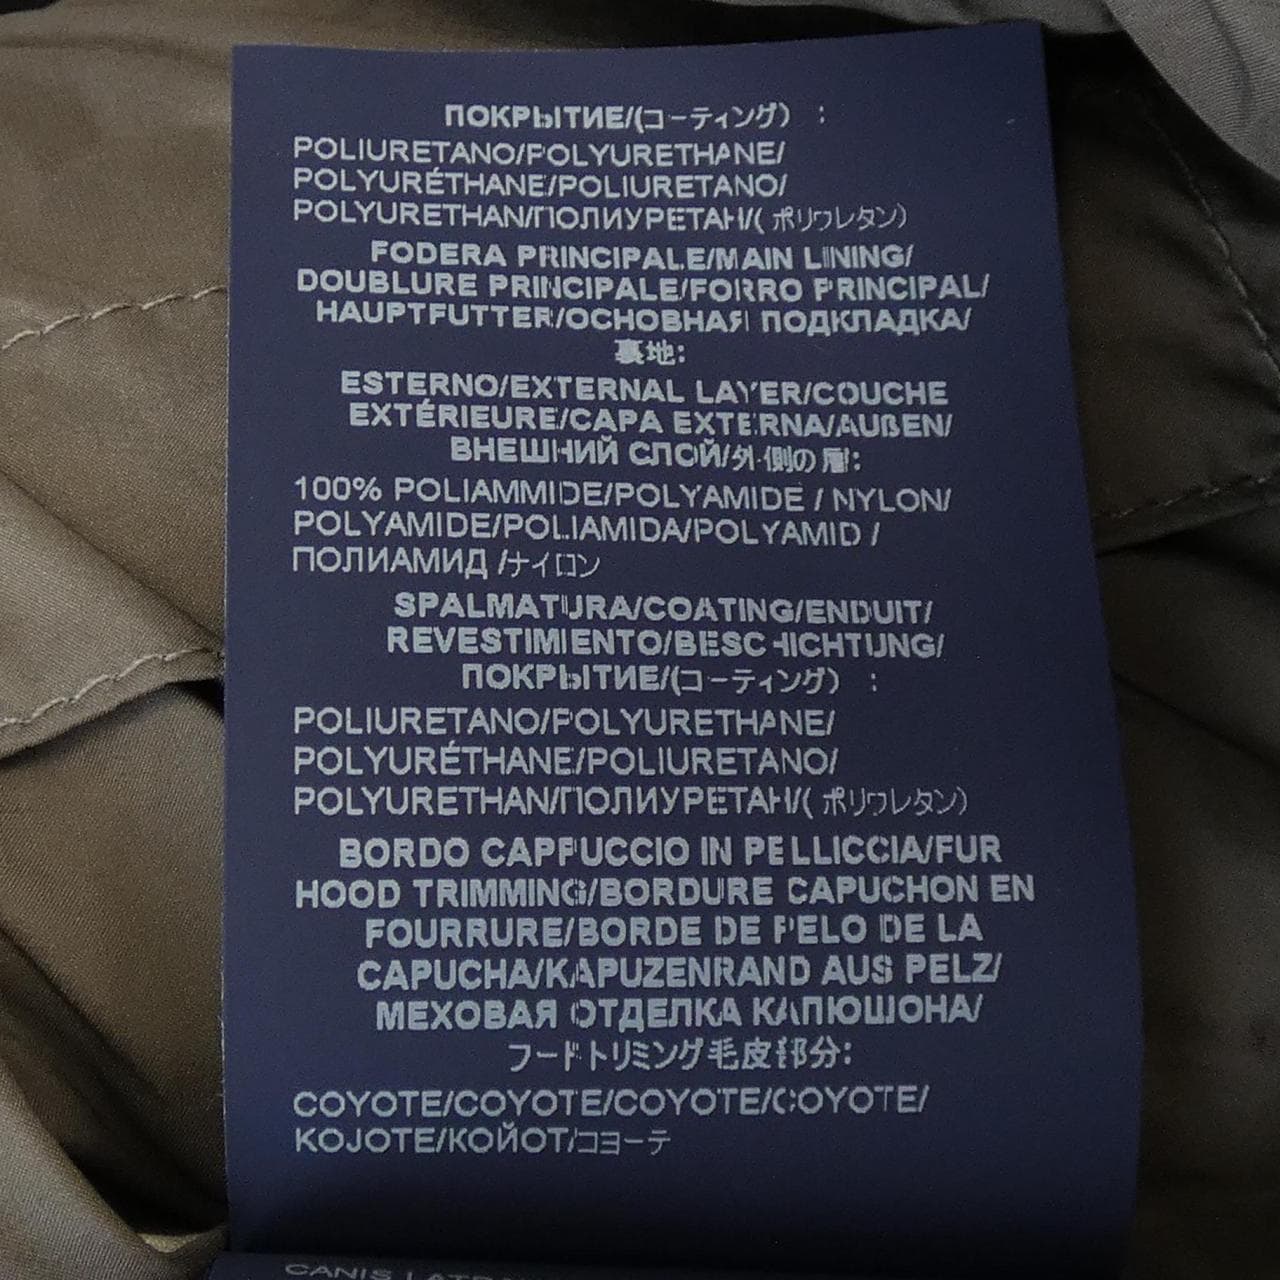 ПОКРЫТИЕ/(コーティング) :
POLIURETANO/POLYURETHANE/
POLYURÉTHANE/POLIURETANO/
POLYURETHAN/ПОЛИУРЕТАН/( ポリウレタン)
FODERA PRINCIPALE/MAIN LINING/
DOUBLURE PRINCIPALE/FORRO PRINCIPAL/
HAUPTFUTTER/ОСНОВНАЯ ПОДКЛАДКА/
裏地:
ESTERNO/EXTERNAL LAYER/COUCHE
EXTÉRIEURE/CAPA EXTERNA/AUßEN/
ВНЕШНИЙ СЛОЙ/外側の層:
100% POLIAMMIDE/POLYAMIDE / NYLON/
POLYAMIDE/POLIAMIDA/POLYAMID /
ПОЛИАМИД /ナイロン
SPALMATURA/COATING/ENDUIT/
REVESTIMIENTO/BESCHICHTUNG/
ПОКРЫТИЕ/(コーティング) :
POLIURETANO/POLYURETHANE/
POLYURÉTHANE/POLIURETANO/
POLYURETHAN/ПОЛИУРЕТАН/( ポリウレタン)
BORDO CAPPUCCIO IN PELLICCIA/FUR
HOOD TRIMMING/BORDURE CAPUCHON EN
FOURRURE/BORDE DE PELO DE LA
CAPUCHA/KAPUZENRAND AUS PELZ/
МЕХОВАЯ ОТДЕЛКА КАПЮШОНА/
フードトリミング毛皮部分:
COYOTE/COYOTE/COYOTE/COYOTE/
KOJOTE/КОЙОТ/コヨーテ
CANIS